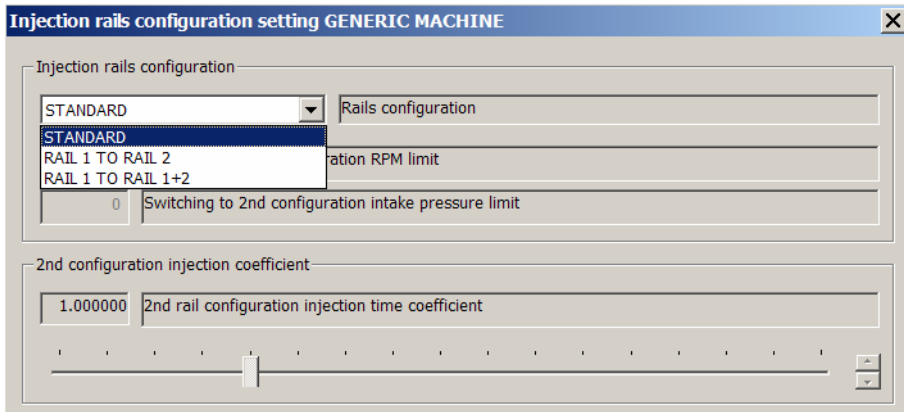 Injection rails configuration setting GENERIC MACHINE
Injection rails configuration
STANDARD
Rails configuration
STANDARD
RAIL 1 TO RAIL 2
ration RPM limit
RAIL 1 TO RAIL 1+2
0
Switching to 2nd configuration intake pressure limit
2nd configuration injection coefficient
1.000000
2nd rail configuration injection time coefficient